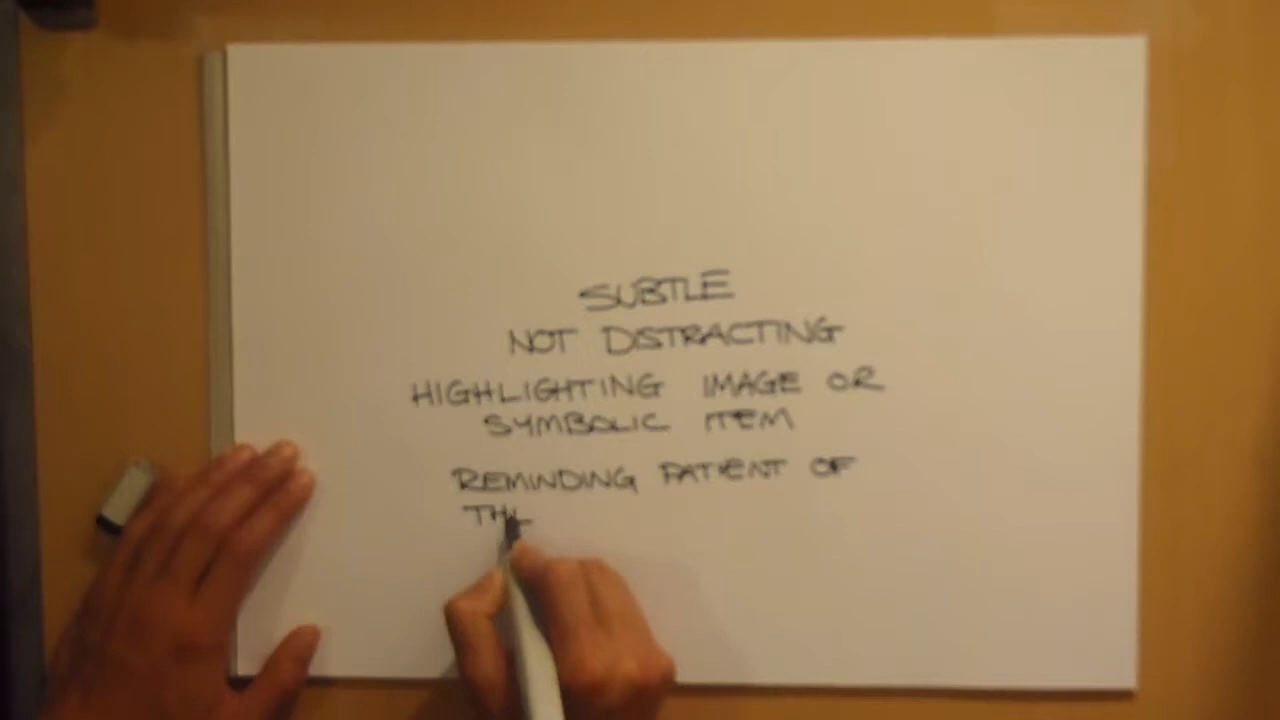 SUBTLE
NOT DISTRACTING
HIGHLIGHTING IMAGE OR
SYMBOLIC ITEM
REMINDING PATIENT OF